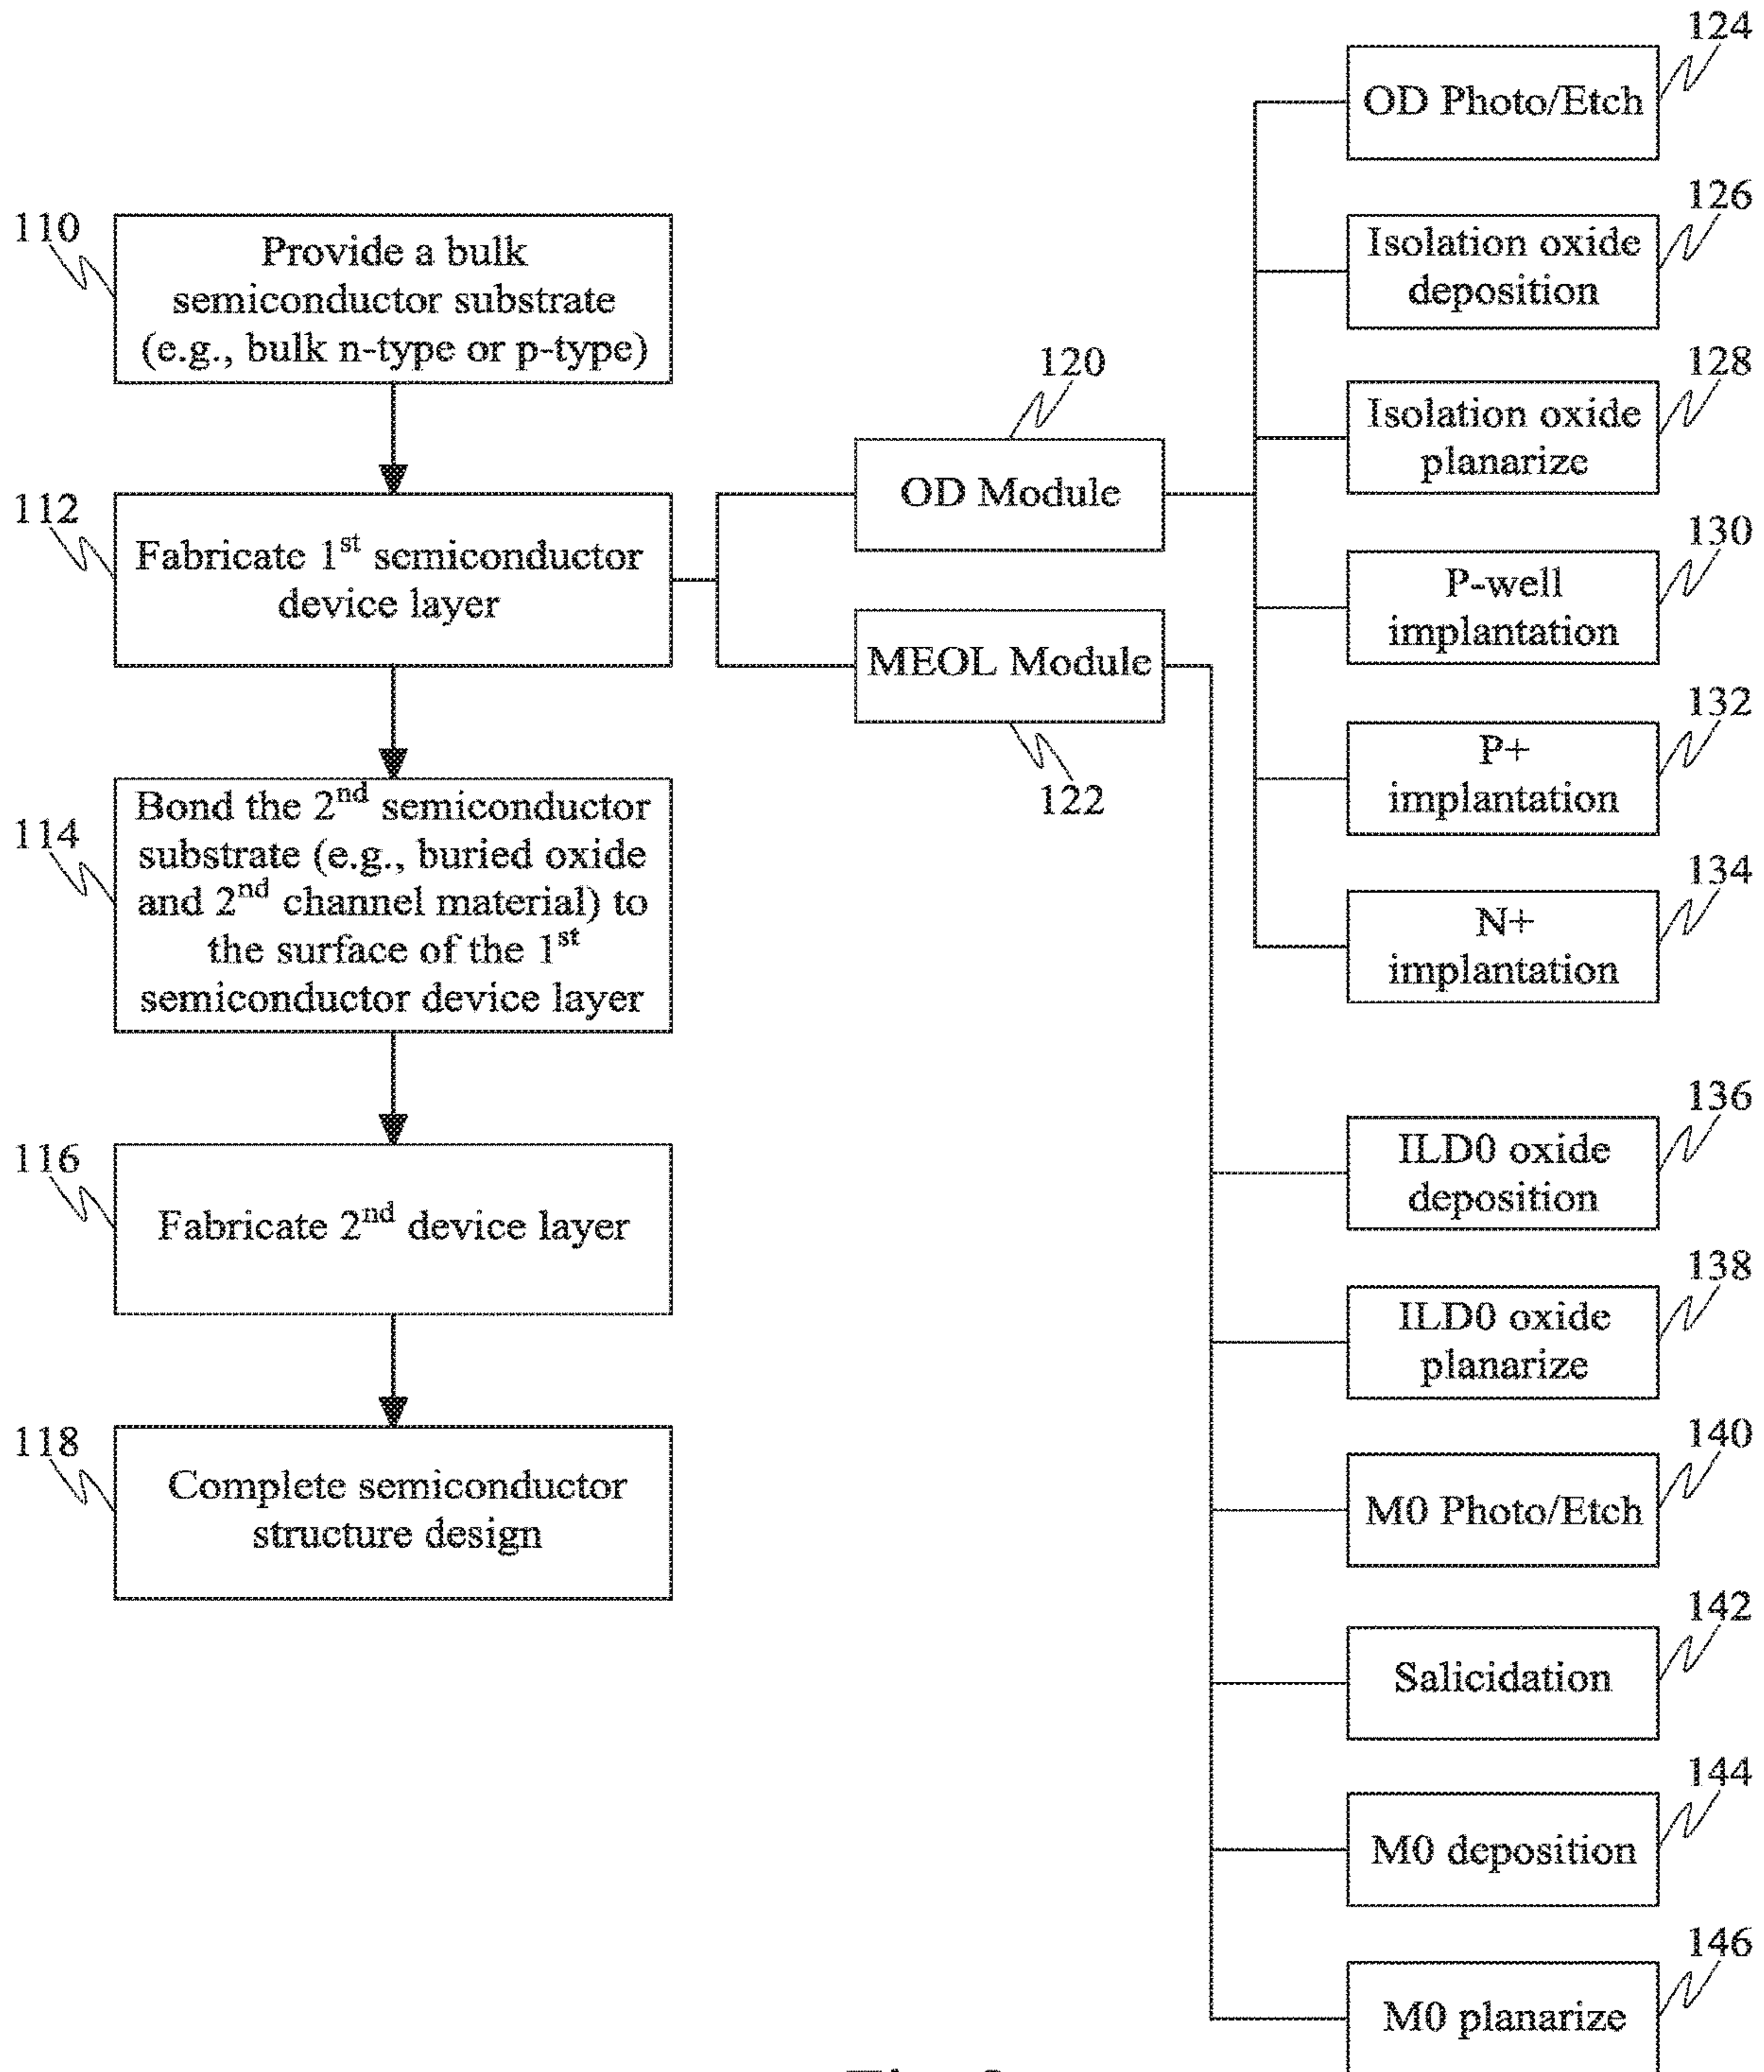 110
Provide a bulk
semiconductor substrate
(e.g., bulk n-type or p-type)
112
Fabricate 1st semiconductor
device layer
114
Bond the 2nd semiconductor
substrate (e.g., buried oxide
and 2nd channel material) to
the surface of the 1st
semiconductor device layer
116
Fabricate 2nd device layer
118
Complete semiconductor
structure design
120
OD Module
MEOL Module
122
124
OD Photo/Etch
126
Isolation oxide
deposition
128
Isolation oxide
planarize
130
P-well
implantation
132
P+
implantation
134
N+
implantation
136
ILD0 oxide
deposition
138
ILD0 oxide
planarize
140
M0 Photo/Etch
142
Salicidation
144
M0 deposition
146
M0 planarize